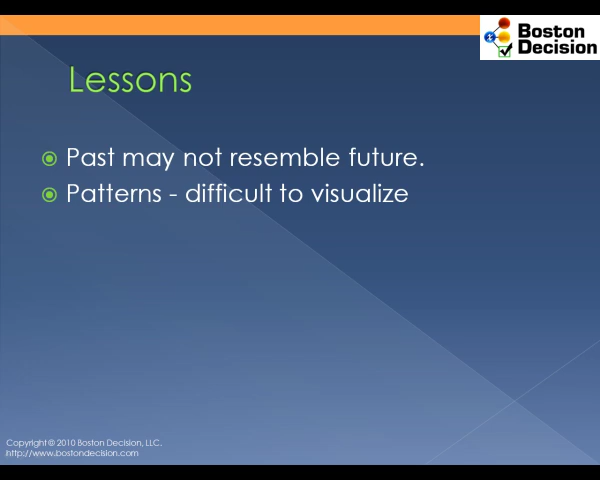 Boston
Decision
Lessons
Past may not resemble future.
Patterns - difficult to visualize
Copyright © 2010 Boston Decision, LLC.
http://www.bostondecision.com